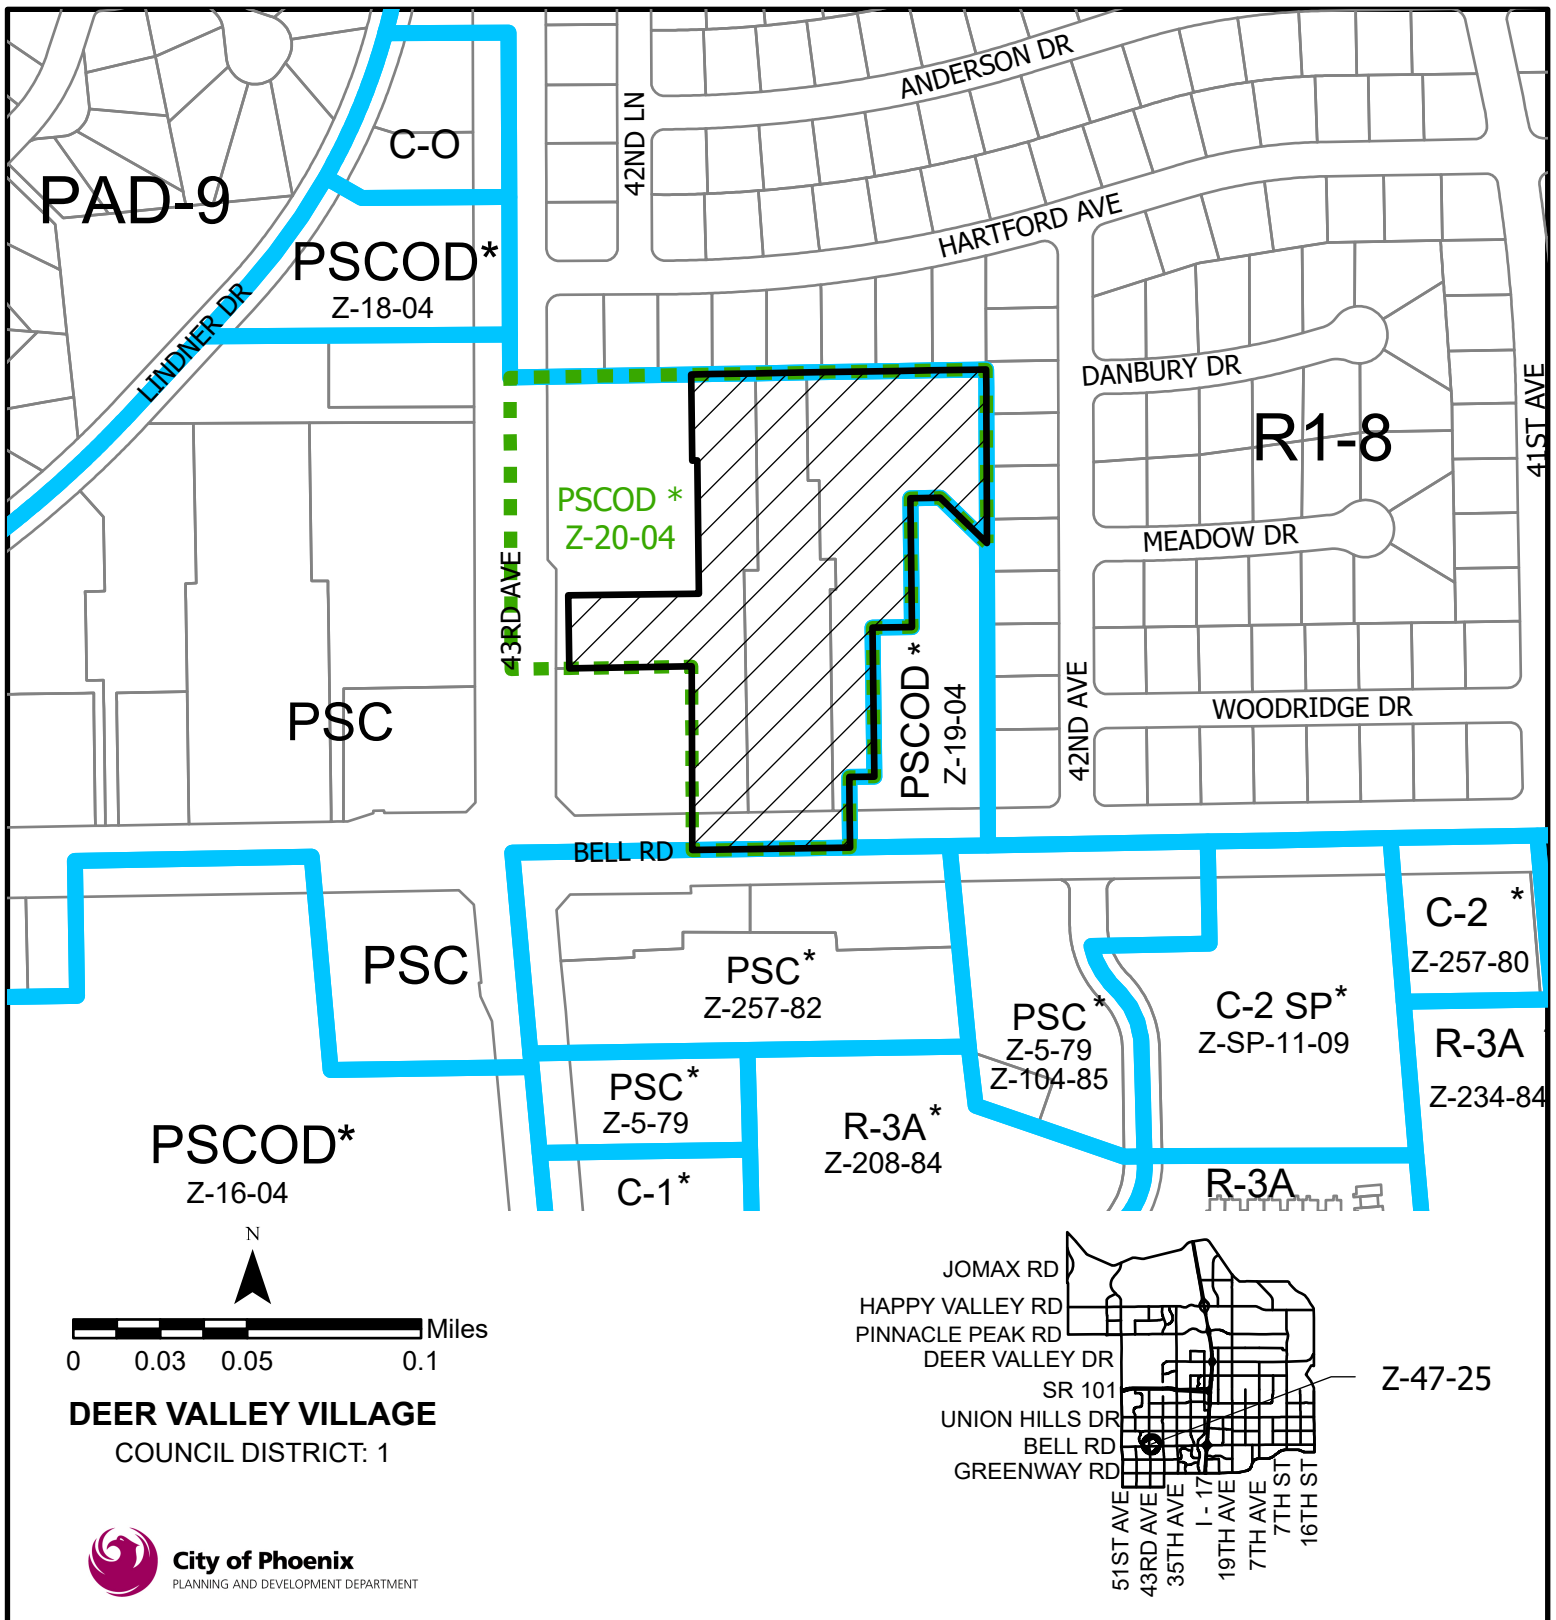 ANDERSON DR
C-O
42ND LN
PAD-9
HARTFORD AVE
PSCOD*
Z-18-04
LINDNER DR
DANBURY DR
R1-8
41ST AVE
PSCOD *
Z-20-04
MEADOW DR
43RD AVE
PSCOD *
Z-19-04
42ND AVE
PSC
WOODRIDGE DR
BELL RD
C-2 *
Z-257-80
PSC
PSC*
Z-257-82
PSC*
Z-5-79
Z-104-85
C-2 SP*
Z-SP-11-09
R-3A
Z-234-84
PSC*
Z-5-79
PSCOD*
Z-16-04
R-3A*
Z-208-84
C-1*
R-3A
N
Miles
0 0.03 0.05 0.1
DEER VALLEY VILLAGE
COUNCIL DISTRICT: 1
JOMAX RD
HAPPY VALLEY RD
PINNACLE PEAK RD
DEER VALLEY DR
SR 101
UNION HILLS DR
BELL RD
GREENWAY RD
Z-47-25
51ST AVE
43RD AVE
35TH AVE
I - 17
19TH AVE
7TH AVE
7TH ST
16TH ST
City of Phoenix
PLANNING AND DEVELOPMENT DEPARTMENT